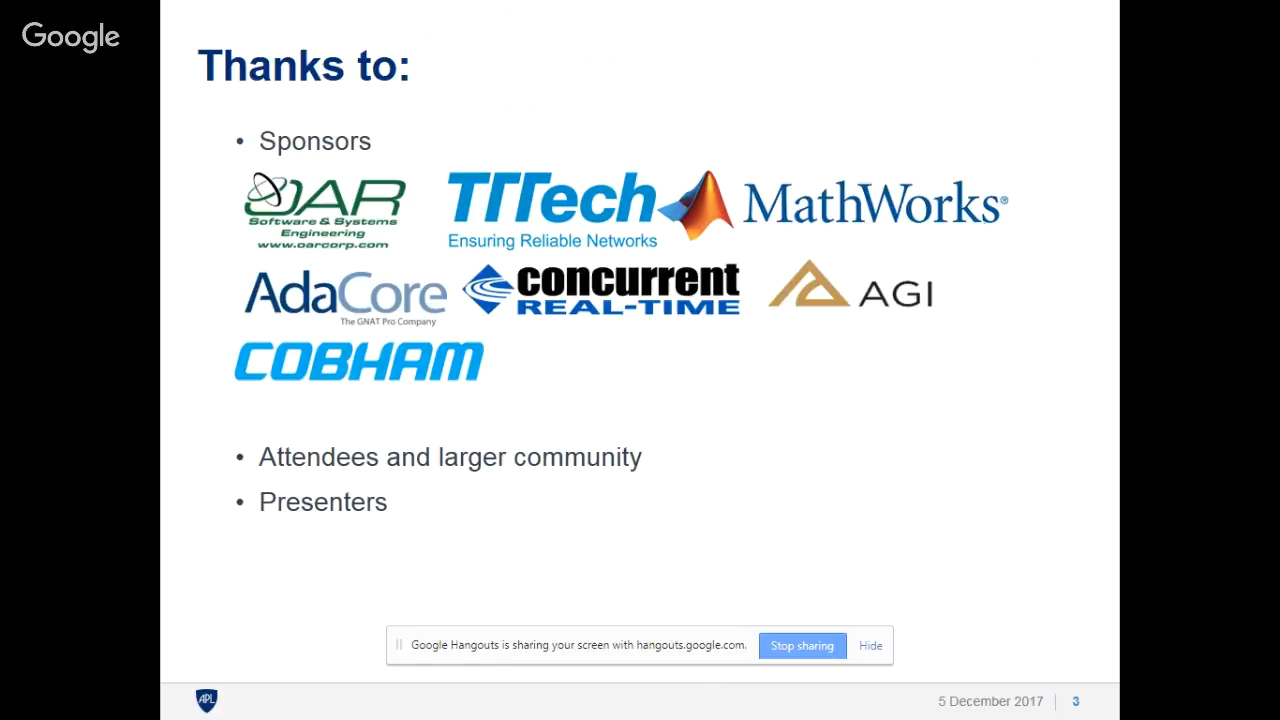 Google
Thanks to:
• Sponsors
OAR
Software & Systems
Engineering
www.oarcorp.com
TTTech
Ensuring Reliable Networks
MathWorks®
AdaCore
The GNAT Pro Company
concurrent
REAL-TIME
AGI
COBHAM
• Attendees and larger community
• Presenters
Google Hangouts is sharing your screen with hangouts.google.com. Stop sharing Hide
APL
5 December 2017 3